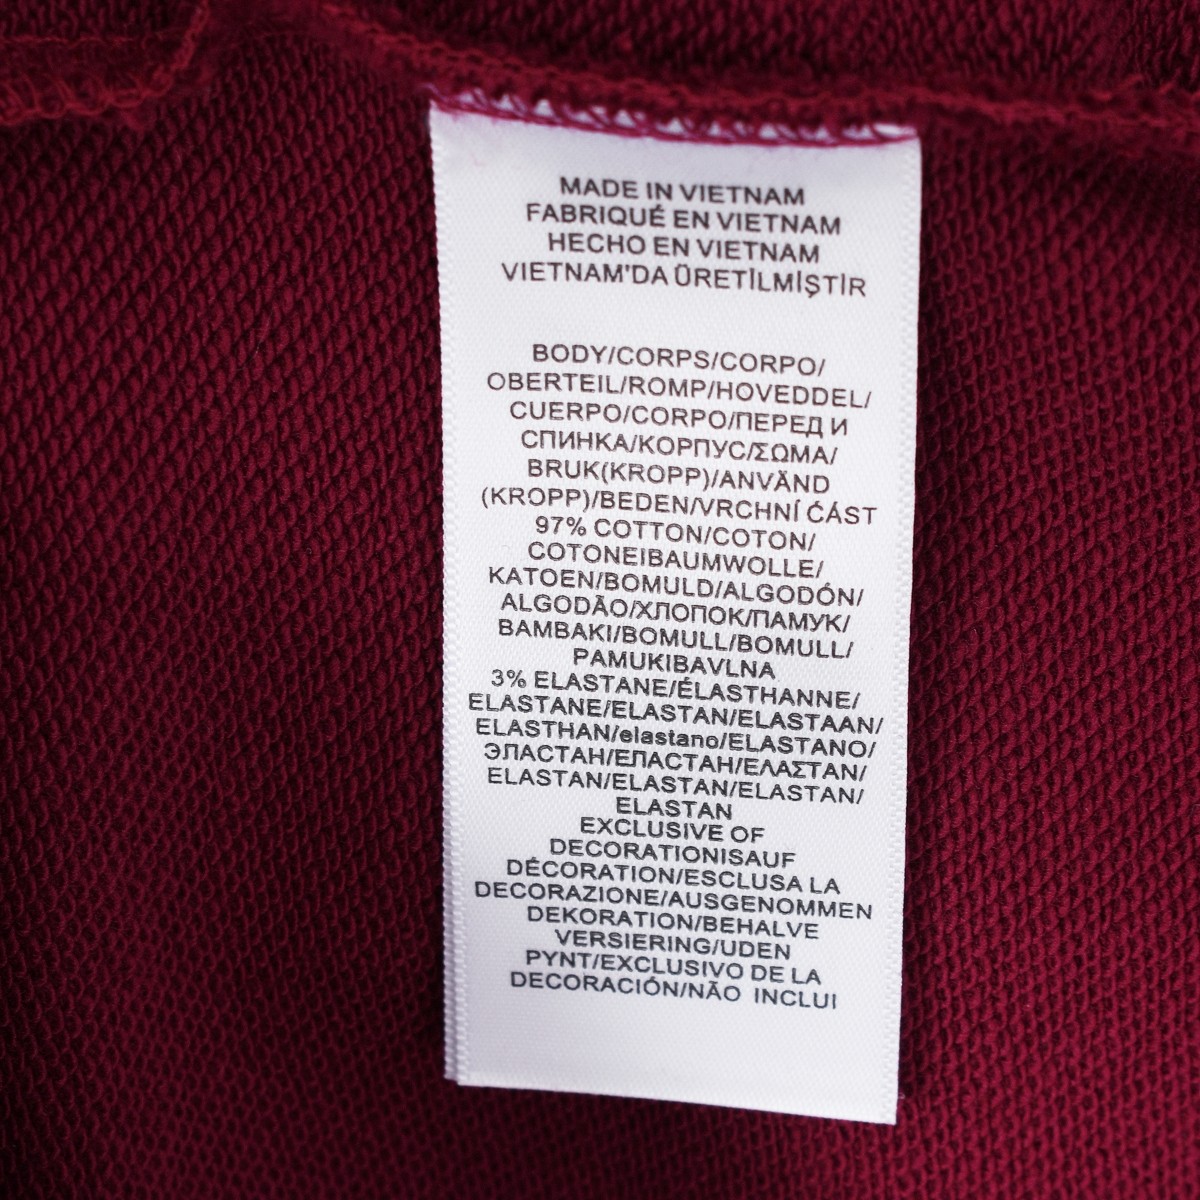 MADE IN VIETNAM
FABRIQUÉ EN VIETNAM
HECHO EN VIETNAM
VIETNAM'DA ÜRETİLMİŞTİR
BODY/CORPS/CORPO/
OBERTEIL/ROMP/HOVEDDEL/
CUERPO/CORPO/ПЕРЕД И
СПИНКА/КОРПУС/ΣΩΜΑ/
BRUK(KROPP)/ANVÄND
(KROPP)/BEDEN/VRCHNÍ ĆÁST
97% COTTON/COTON/
COTONEIBAUMWOLLE/
KATOEN/BOMULD/ALGODÓN/
ALGODÃO/ХЛОПОК/ПАМУК/
BAMBAKI/BOMULL/BOMULL/
PAMUKIBAVLNA
3% ELASTANE/ÉLASTHANNE/
ELASTANE/ELASTAN/ELASTAAN/
ELASTHAN/elastano/ELASTANO/
ЭЛАСТАН/ЕЛАСТАН/ΕΛΑΣΤΑΝ/
ELASTAN/ELASTAN/ELASTAN/
ELASTAN
EXCLUSIVE OF
DECORATIONISAUF
DÉCORATION/ESCLUSA LA
DECORAZIONE/AUSGENOMMEN
DEKORATION/BEHALVE
VERSIERING/UDEN
PYNT/EXCLUSIVO DE LA
DECORACIÓN/NÃO INCLUI